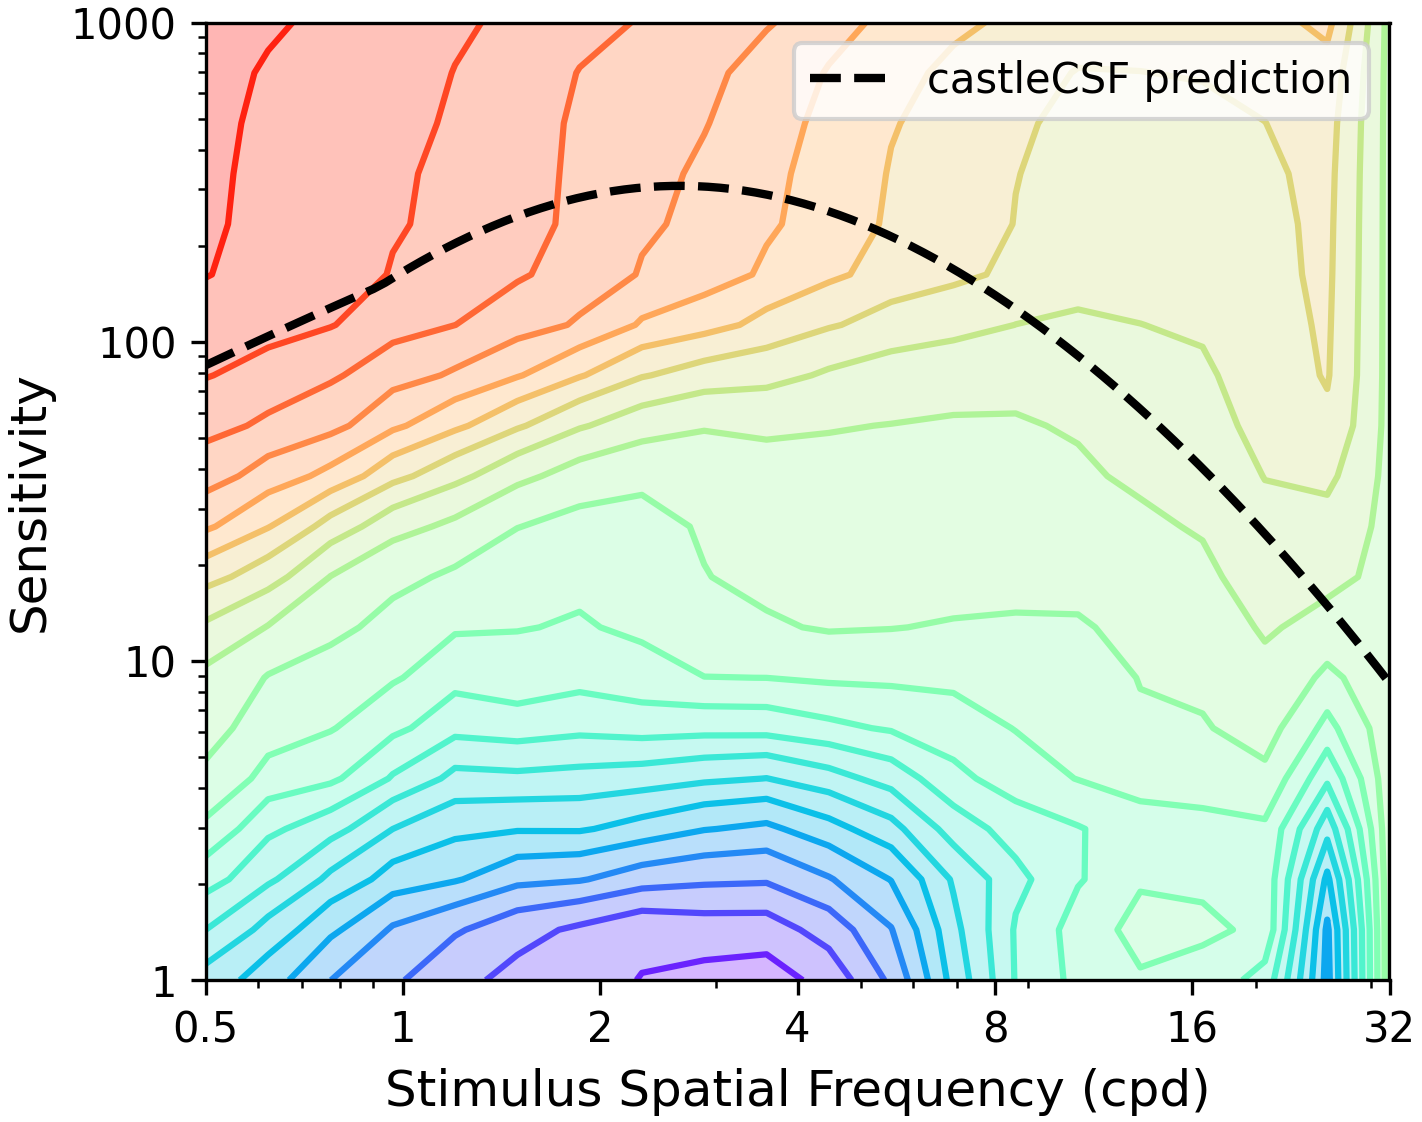 1000
castleCSF prediction
100
Sensitivity
10
1
0.5 1 2 4 8 16 32
Stimulus Spatial Frequency (cpd)